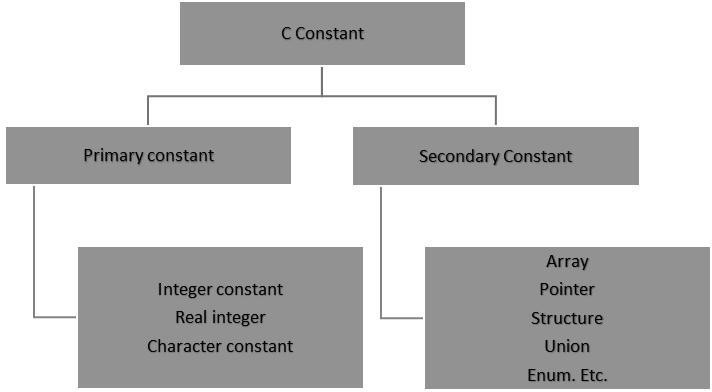 C Constant
Primary constant
Secondary Constant
Integer constant
Real integer
Character constant
Array
Pointer
Structure
Union
Enum. Etc.